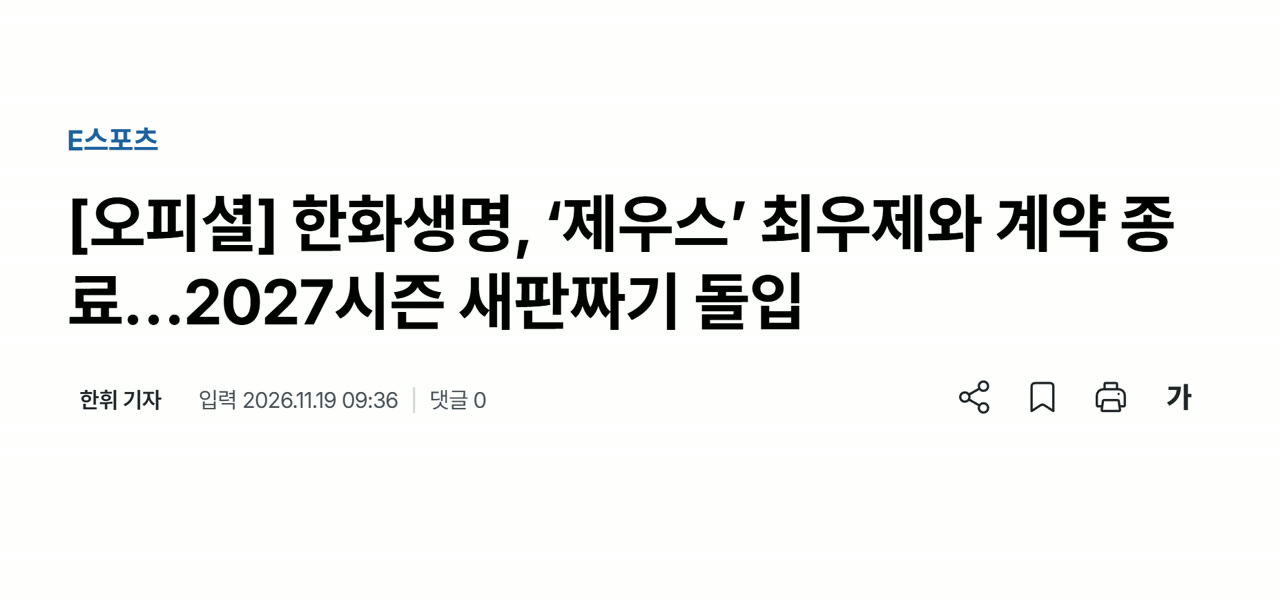 E스포츠
[오피셜] 한화생명, ‘제우스’ 최우제와 계약 종
료…2027시즌 새판짜기 돌입
한휘 기자 입력 2026.11.19 09:36 댓글 0 가